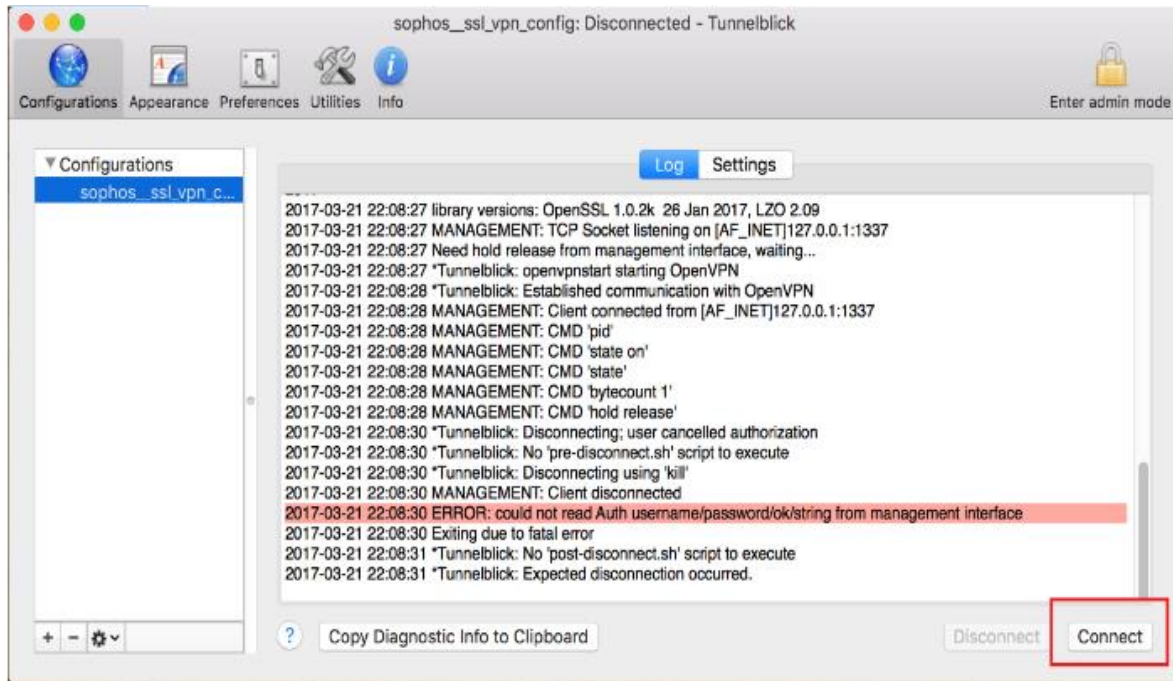 sophos__ssl_vpn_config: Disconnected - Tunnelblick
Configurations Appearance Preferences Utilities Info Enter admin mode
Configurations
sophos__ssl_vpn_c...
Log Settings
2017-03-21 22:08:27 library versions: OpenSSL 1.0.2k 26 Jan 2017, LZO 2.09
2017-03-21 22:08:27 MANAGEMENT: TCP Socket listening on [AF_INET]127.0.0.1:1337
2017-03-21 22:08:27 Need hold release from management interface, waiting...
2017-03-21 22:08:27 *Tunnelblick: openvpnstart starting OpenVPN
2017-03-21 22:08:28 *Tunnelblick: Established communication with OpenVPN
2017-03-21 22:08:28 MANAGEMENT: Client connected from [AF_INET]127.0.0.1:1337
2017-03-21 22:08:28 MANAGEMENT: CMD 'pid'
2017-03-21 22:08:28 MANAGEMENT: CMD 'state on'
2017-03-21 22:08:28 MANAGEMENT: CMD 'state'
2017-03-21 22:08:28 MANAGEMENT: CMD 'bytecount 1'
2017-03-21 22:08:28 MANAGEMENT: CMD 'hold release'
2017-03-21 22:08:30 *Tunnelblick: Disconnecting; user cancelled authorization
2017-03-21 22:08:30 *Tunnelblick: No 'pre-disconnect.sh' script to execute
2017-03-21 22:08:30 *Tunnelblick: Disconnecting using 'kill'
2017-03-21 22:08:30 MANAGEMENT: Client disconnected
2017-03-21 22:08:30 ERROR: could not read Auth username/password/ok/string from management interface
2017-03-21 22:08:30 Exiting due to fatal error
2017-03-21 22:08:31 *Tunnelblick: No 'post-disconnect.sh' script to execute
2017-03-21 22:08:31 *Tunnelblick: Expected disconnection occurred.
+ - ? Copy Diagnostic Info to Clipboard Disconnect Connect